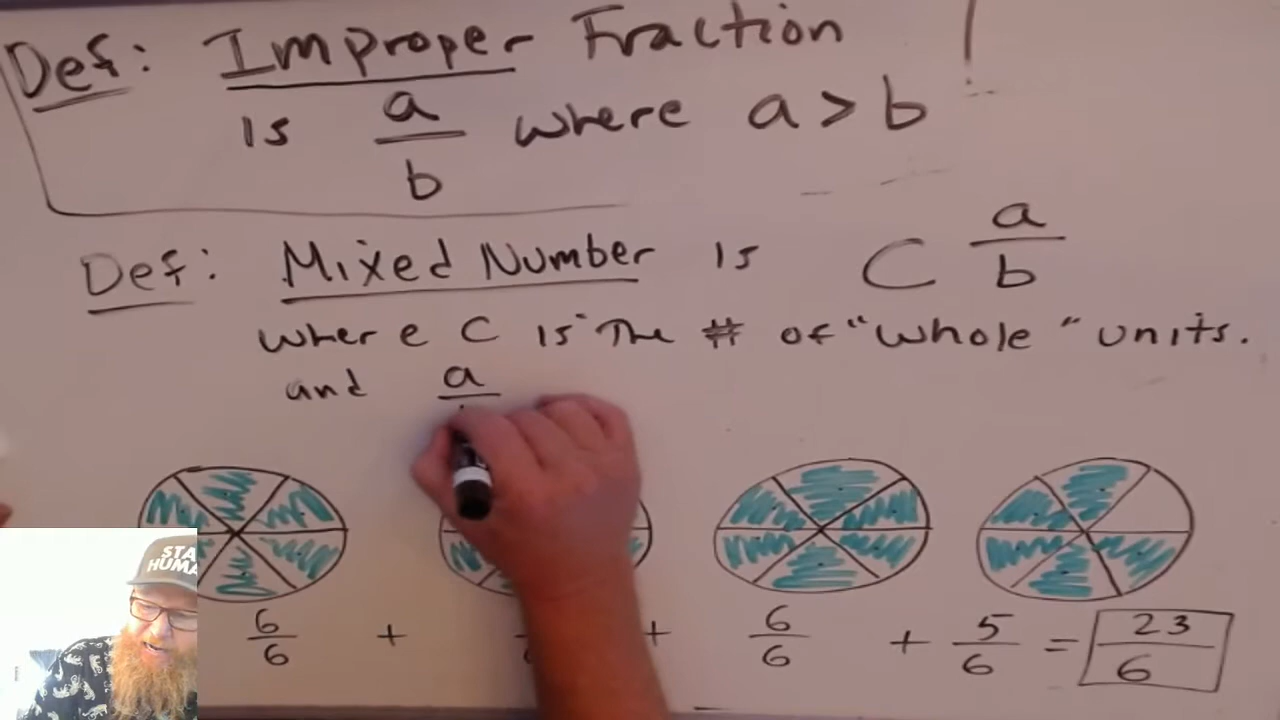 Def: Improper Fraction
is a/b where a > b
Def: Mixed Number is C a/b
where C is The # of "Whole" units.
and a
6/6 + + 6/6 + 5/6 = 23/6
HUMA